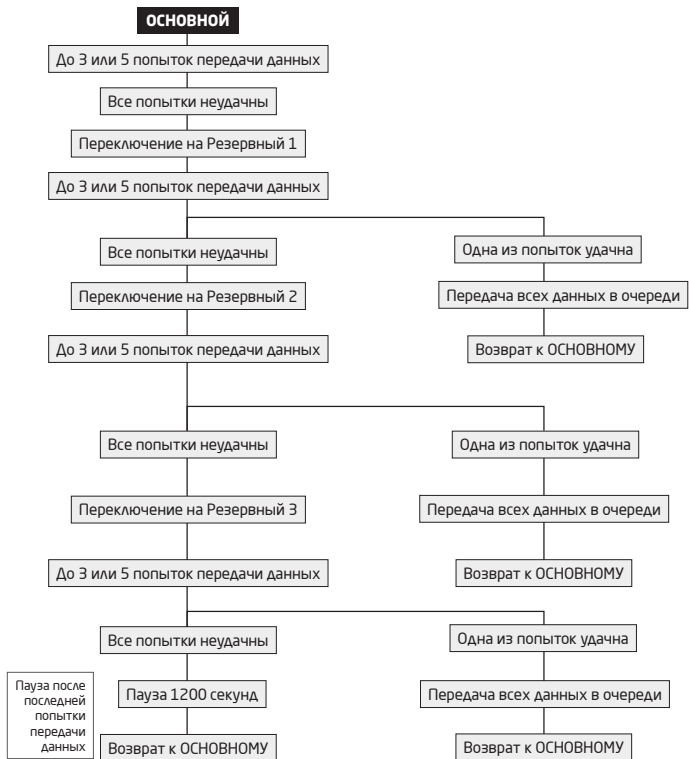 ОСНОВНОЙ
До 3 или 5 попыток передачи данных
Все попытки неудачны
Переключение на Резервный 1
До 3 или 5 попыток передачи данных
Все попытки неудачны
Одна из попыток удачна
Переключение на Резервный 2
Передача всех данных в очереди
До 3 или 5 попыток передачи данных
Возврат к ОСНОВНОМУ
Все попытки неудачны
Одна из попыток удачна
Переключение на Резервный 3
Передача всех данных в очереди
До 3 или 5 попыток передачи данных
Возврат к ОСНОВНОМУ
Все попытки неудачны
Одна из попыток удачна
Пауза после
последней
попытки
передачи
данных
Пауза 1200 секунд
Передача всех данных в очереди
Возврат к ОСНОВНОМУ
Возврат к ОСНОВНОМУ